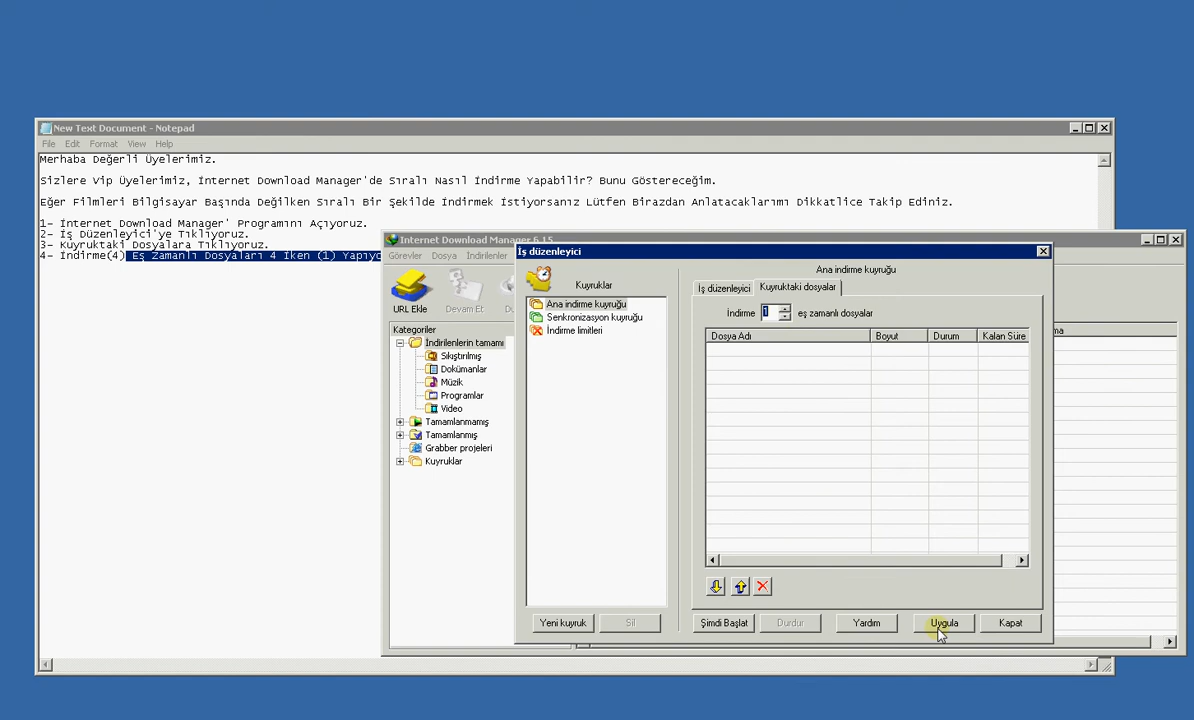 New Text Document - Notepad
File Edit Format View Help
Merhaba Değerli Üyelerimiz.
Sizlere Vip Üyelerimiz, İnternet Download Manager'de Sıralı Nasıl İndirme Yapabilir? Bunu Göstereceğim.
Eğer Filmleri Bilgisayar Başında Değilken Sıralı Bir Şekilde İndirmek İstiyorsanız Lütfen Birazdan Anlatacaklarımı Dikkatlice Takip Ediniz.
1- İnternet Download Manager' Programını Açıyoruz.
2- İş Düzenleyici'ye Tıklıyoruz.
3- Kuyruktaki Dosyalara Tıklıyoruz.
4- İndirme(4) Eş Zamanlı Dosyaları 4 İken (1)
Internet Download Manager 6.15
Görevler Dosya İndirilenler
URL Ekle Devam Et
Kategoriler
İndirilenlerin tamamı
Sıkıştırılmış
Dokümanlar
Müzik
Programlar
Video
Tamamlanmamış
Tamamlanmış
Grabber projeleri
Kuyruklar
İş düzenleyici
Kuyruklar
Ana indirme kuyruğu
Senkronizasyon kuyruğu
İndirme limitleri
Yeni kuyruk Sil
Ana indirme kuyruğu
İş düzenleyici Kuyruktaki dosyalar
İndirme 1 eş zamanlı dosyalar
Dosya Adı Boyut Durum Kalan Süre
Şimdi Başlat Durdur Yardım Uygula Kapat